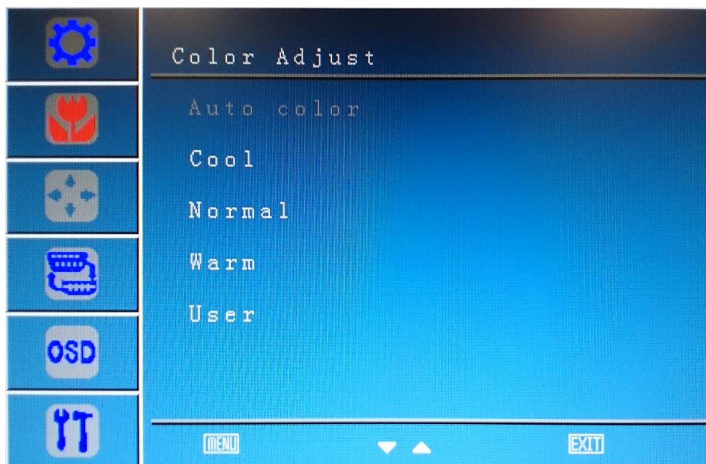 Color Adjust
Auto color
Cool
Normal
Warm
User
OSD
MENU EXIT